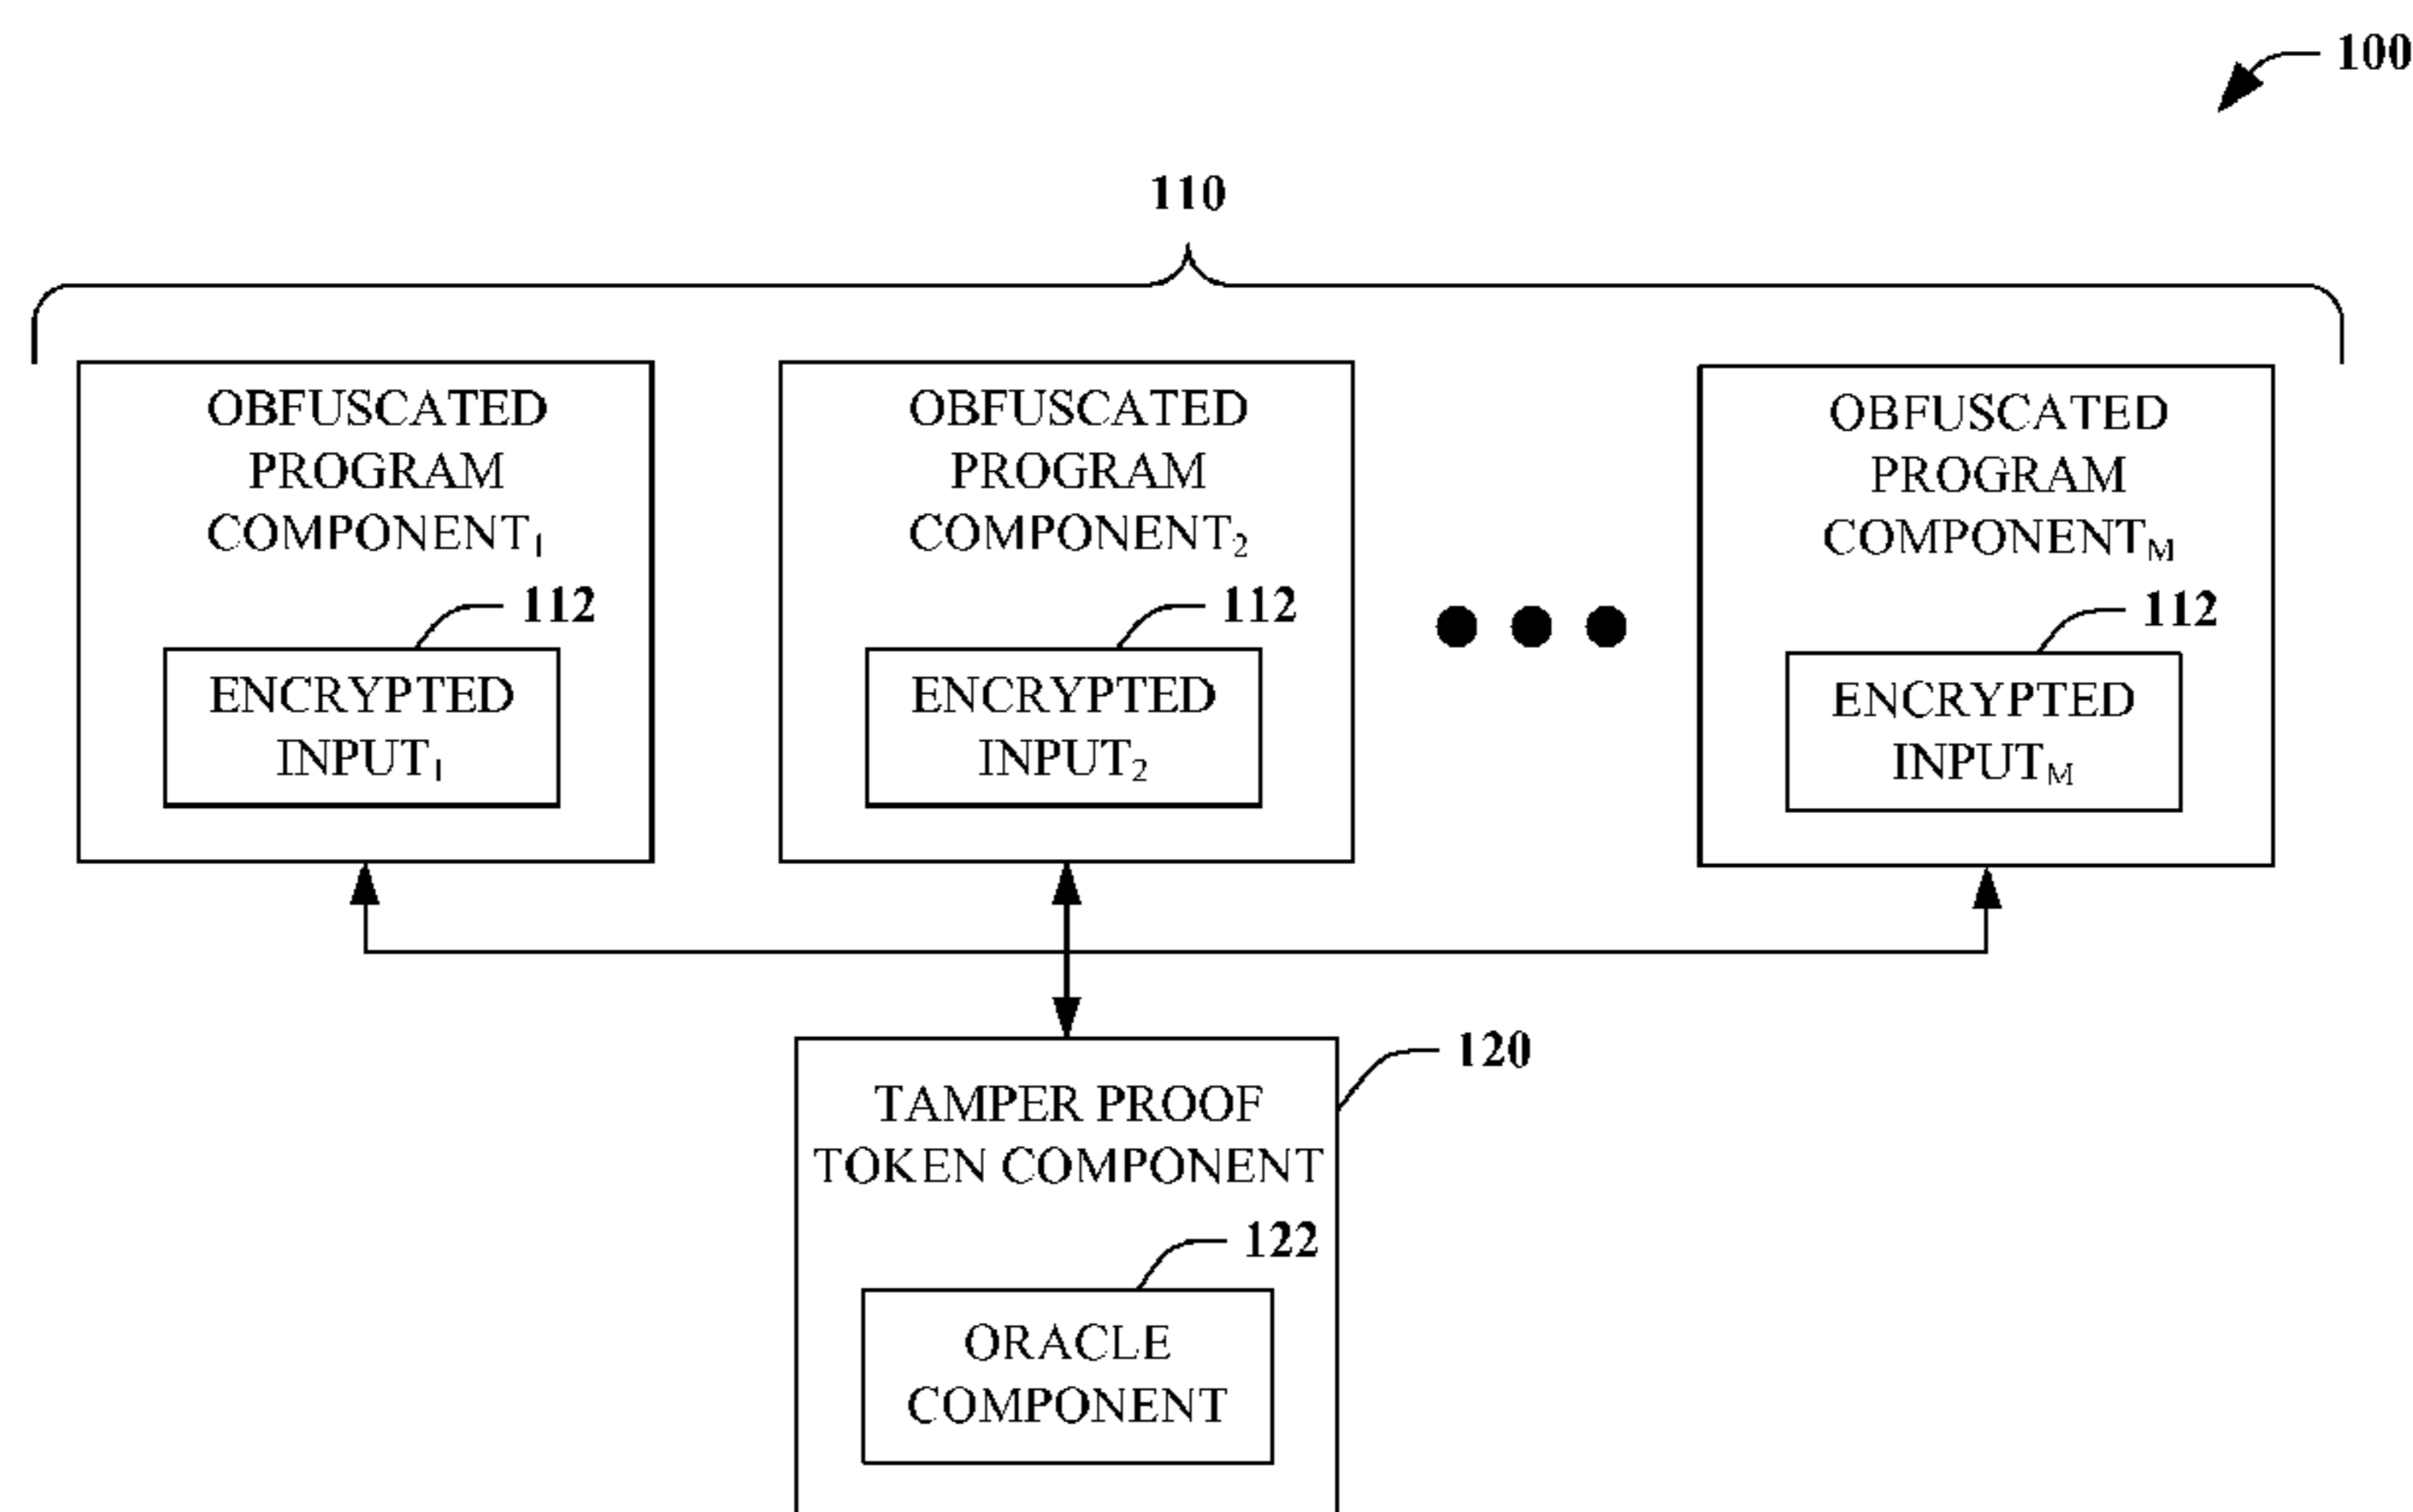 100
110
OBFUSCATED
PROGRAM
COMPONENT₁
112
ENCRYPTED
INPUT₁
OBFUSCATED
PROGRAM
COMPONENT₂
112
ENCRYPTED
INPUT₂
OBFUSCATED
PROGRAM
COMPONENTM
112
ENCRYPTED
INPUTM
120
TAMPER PROOF
TOKEN COMPONENT
122
ORACLE
COMPONENT